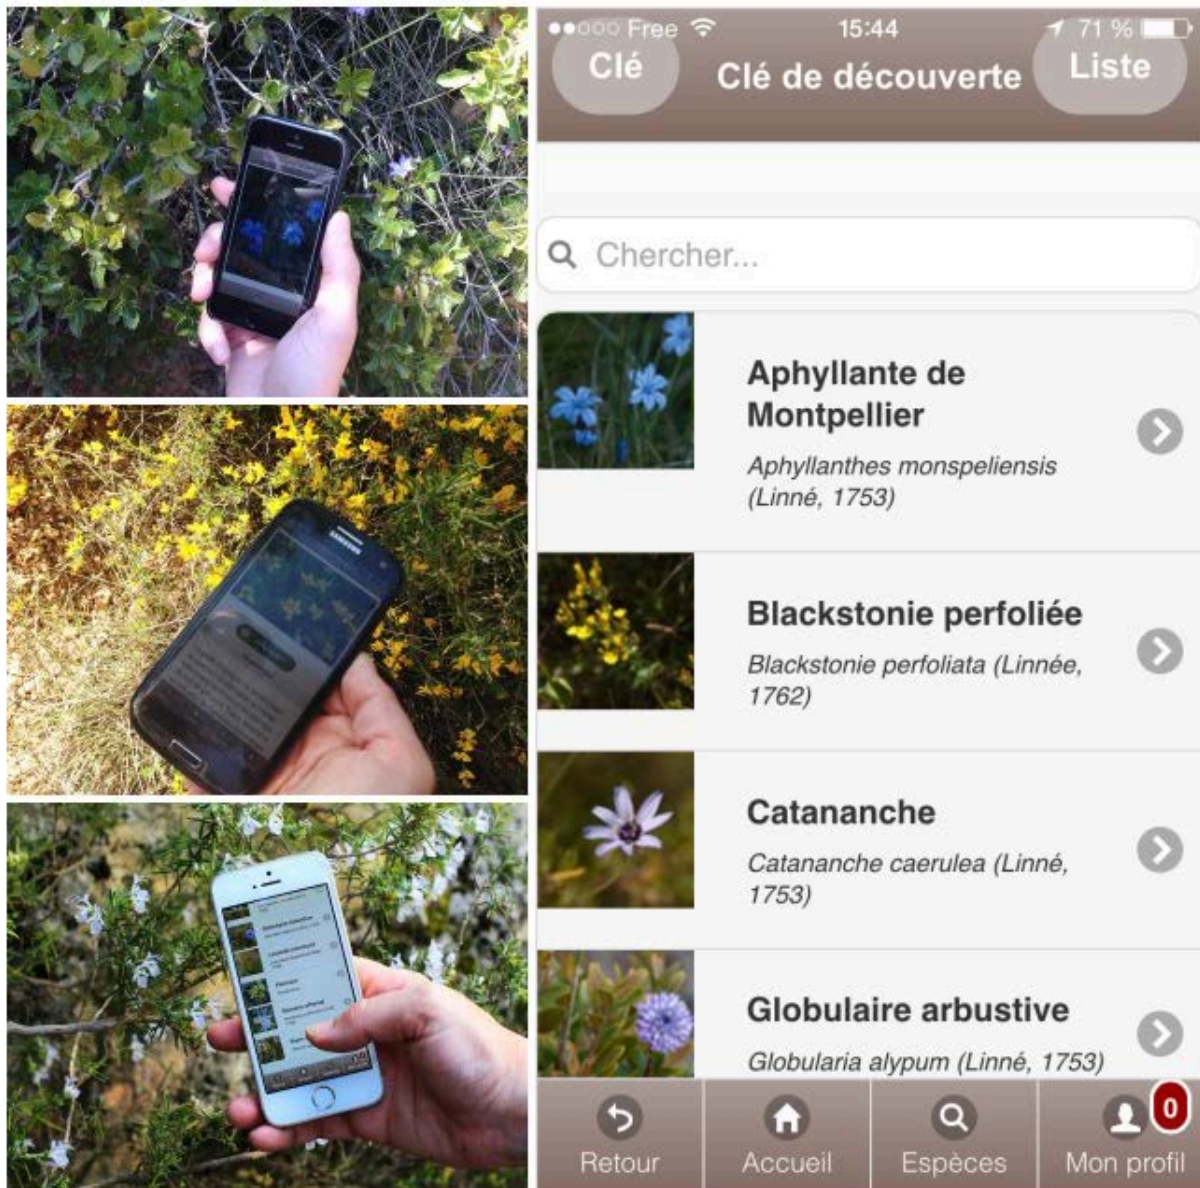 SAMSUNG
Free
15:44
71 %
Clé
Clé de découverte
Liste
Chercher...
Aphyllante de
Montpellier
Aphyllanthes monspeliensis
(Linné, 1753)
Blackstonie perfoliée
Blackstonie perfoliata (Linnée,
1762)
Catananche
Catananche caerulea (Linné,
1753)
Globulaire arbustive
Globularia alypum (Linné, 1753)
Retour
Accueil
Espèces
Mon profil
0